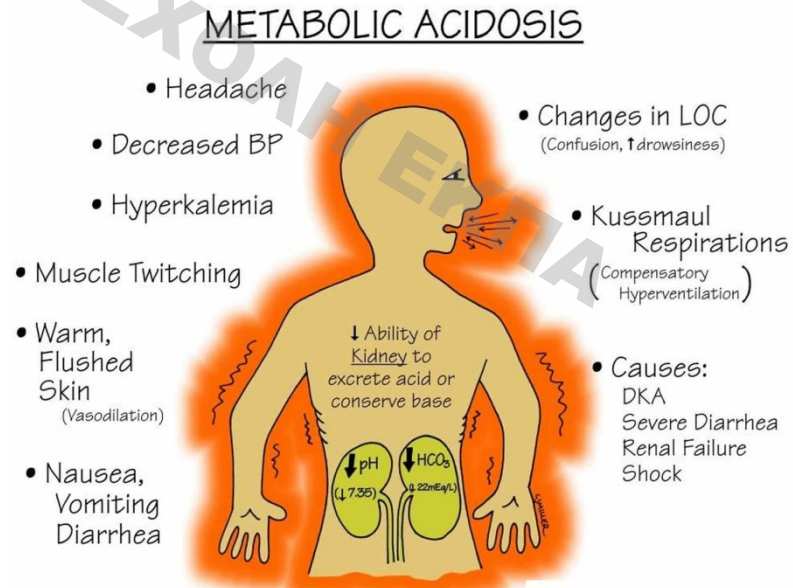 METABOLIC ACIDOSIS
• Headache
• Decreased BP
• Hyperkalemia
• Muscle Twitching
• Warm,
Flushed
Skin
(Vasodilation)
• Nausea,
Vomiting
Diarrhea
• Changes in LOC
(Confusion, ↑drowsiness)
• Kussmaul
Respirations
(Compensatory
Hyperventilation)
• Causes:
DKA
Severe Diarrhea
Renal Failure
Shock
↓ Ability of
Kidney to
excrete acid or
conserve base
↓pH
(↓7.35)
↓HCO₃
(↓22mEq/L)
ΣΧΟΛΗ ΕΚΠΑ